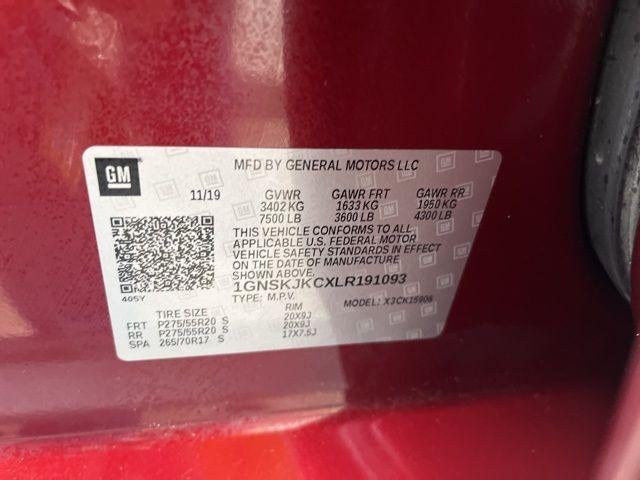 GM
MFD BY GENERAL MOTORS LLC
11/19 GVWR GAWR FRT GAWR RR
3402 KG 1633 KG 1950 KG
7500 LB 3600 LB 4300 LB
THIS VEHICLE CONFORMS TO ALL
APPLICABLE U.S. FEDERAL MOTOR
VEHICLE SAFETY STANDARDS IN EFFECT
ON THE DATE OF MANUFACTURE
SHOWN ABOVE.
1GNSKJKCXLR191093
405Y
TYPE: M.P.V. MODEL: X3CK15906
TIRE SIZE RIM
FRT P275/55R20 S 20X9J
RR P275/55R20 S 20X9J
SPA 265/70R17 S 17X7.5J